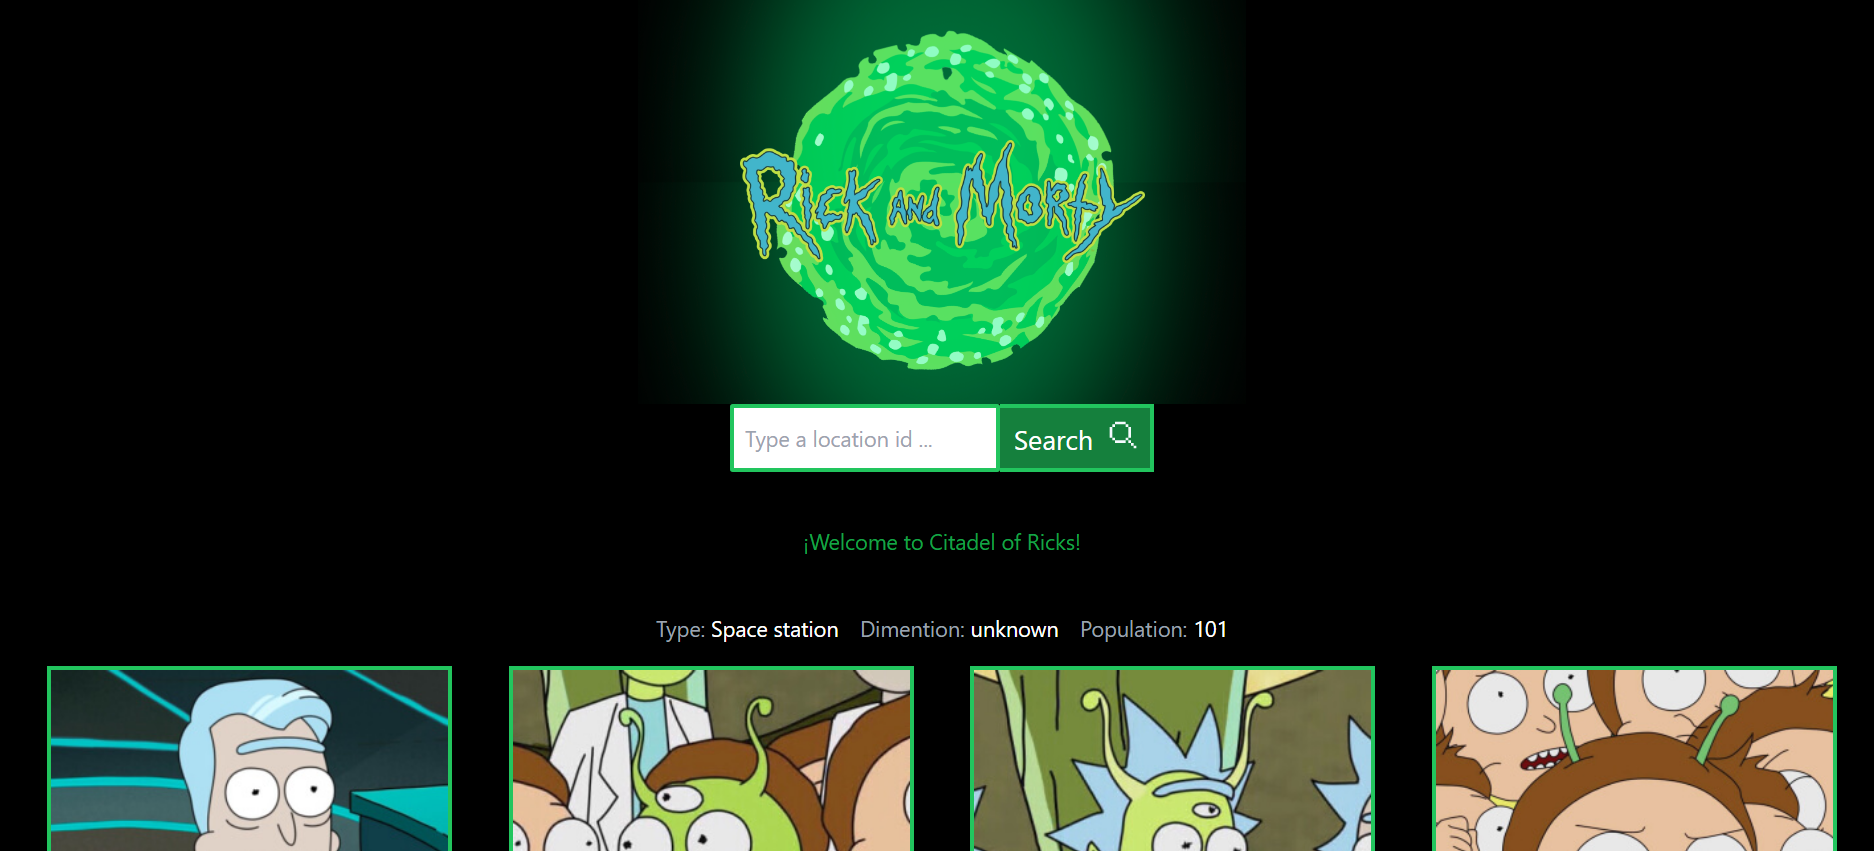 Rick and Morty
Type a location id ...
Search
¡Welcome to Citadel of Ricks!
Type: Space station Dimention: unknown Population: 101